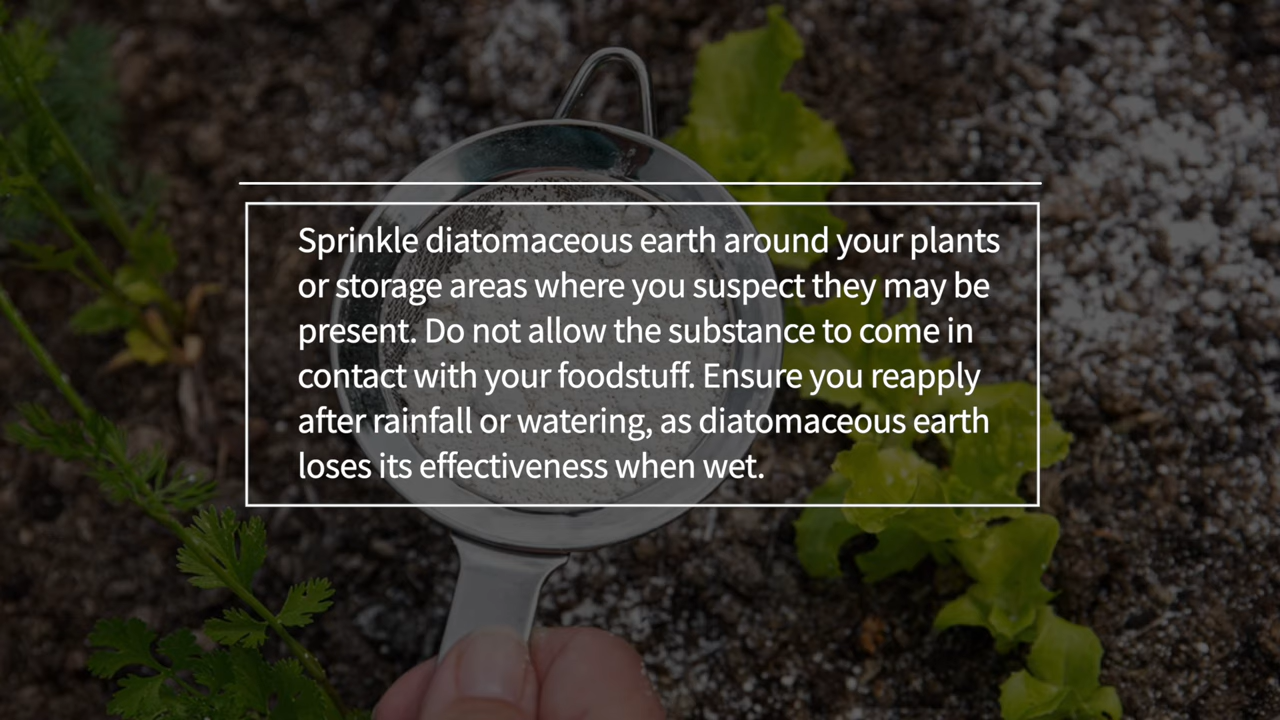 Sprinkle diatomaceous earth around your plants
or storage areas where you suspect they may be
present. Do not allow the substance to come in
contact with your foodstuff. Ensure you reapply
after rainfall or watering, as diatomaceous earth
loses its effectiveness when wet.